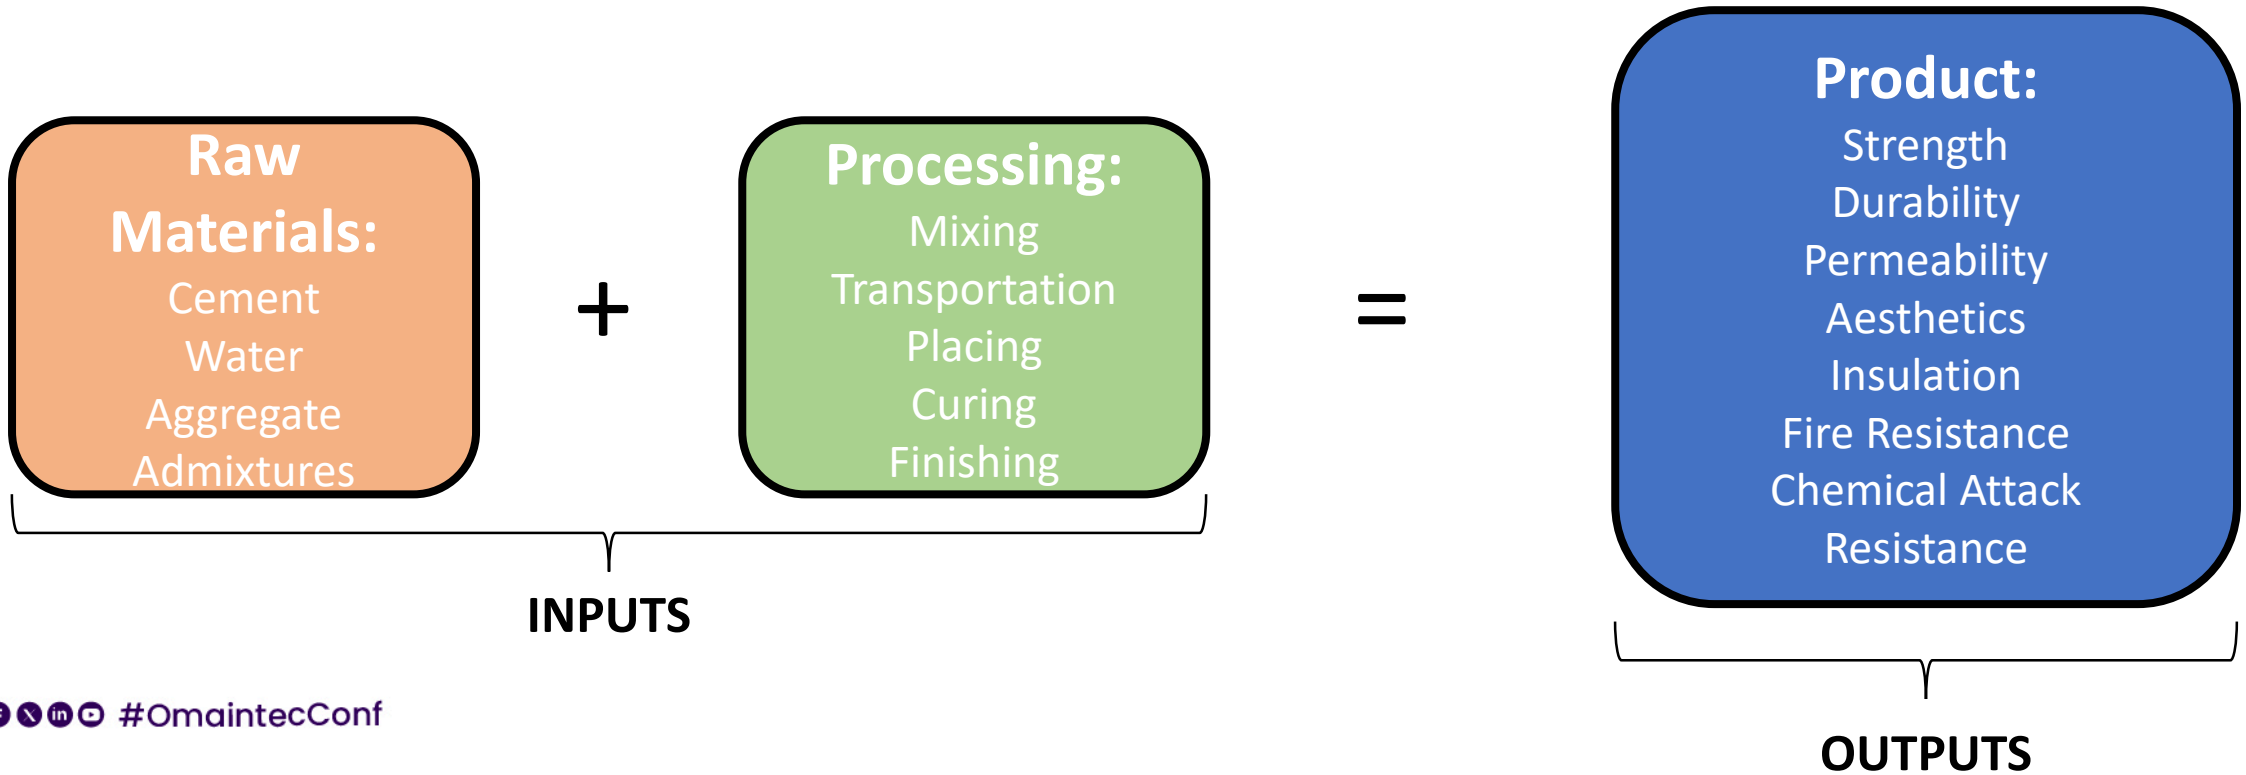 Raw
Materials:
Cement
Water
Aggregate
Admixtures
+
Processing:
Mixing
Transportation
Placing
Curing
Finishing
=
Product:
Strength
Durability
Permeability
Aesthetics
Insulation
Fire Resistance
Chemical Attack
Resistance
INPUTS
OUTPUTS
#OmaintecConf